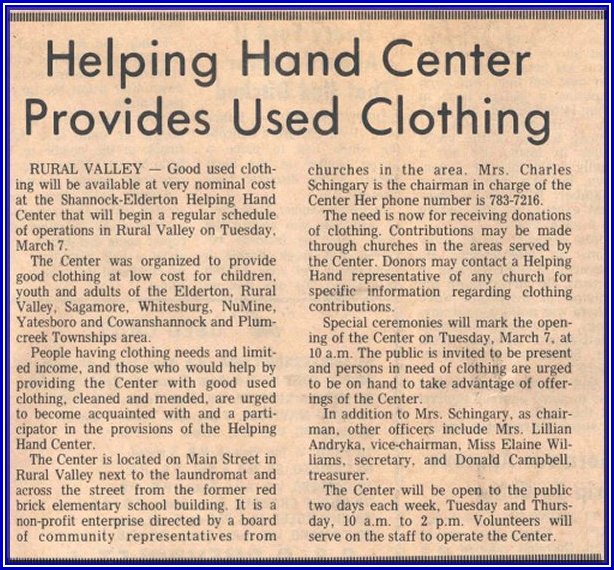 Helping Hand Center
Provides Used Clothing
RURAL VALLEY — Good used cloth-
ing will be available at very nominal cost
at the Shannock-Elderton Helping Hand
Center that will begin a regular schedule
of operations in Rural Valley on Tuesday,
March 7.
The Center was organized to provide
good clothing at low cost for children,
youth and adults of the Elderton, Rural
Valley, Sagamore, Whitesburg, NuMine,
Yatesboro and Cowanshannock and Plum-
creek Townships area.
People having clothing needs and limit-
ed income, and those who would help by
providing the Center with good used
clothing, cleaned and mended, are urged
to become acquainted with and a parti-
cipator in the provisions of the Helping
Hand Center.
The Center is located on Main Street in
Rural Valley next to the laundromat and
across the street from the former red
brick elementary school building. It is a
non-profit enterprise directed by a board
of community representatives from
churches in the area. Mrs. Charles
Schingary is the chairman in charge of the
Center Her phone number is 783-7216.
The need is now for receiving donations
of clothing. Contributions may be made
through churches in the areas served by
the Center. Donors may contact a Helping
Hand representative of any church for
specific information regarding clothing
contributions.
Special ceremonies will mark the open-
ing of the Center on Tuesday, March 7, at
10 a.m. The public is invited to be present
and persons in need of clothing are urged
to be on hand to take advantage of offer-
ings of the Center.
In addition to Mrs. Schingary, as chair-
man, other officers include Mrs. Lillian
Andryka, vice-chairman, Miss Elaine Wil-
liams, secretary, and Donald Campbell,
treasurer.
The Center will be open to the public
two days each week, Tuesday and Thurs-
day, 10 a.m. to 2 p.m. Volunteers will
serve on the staff to operate the Center.